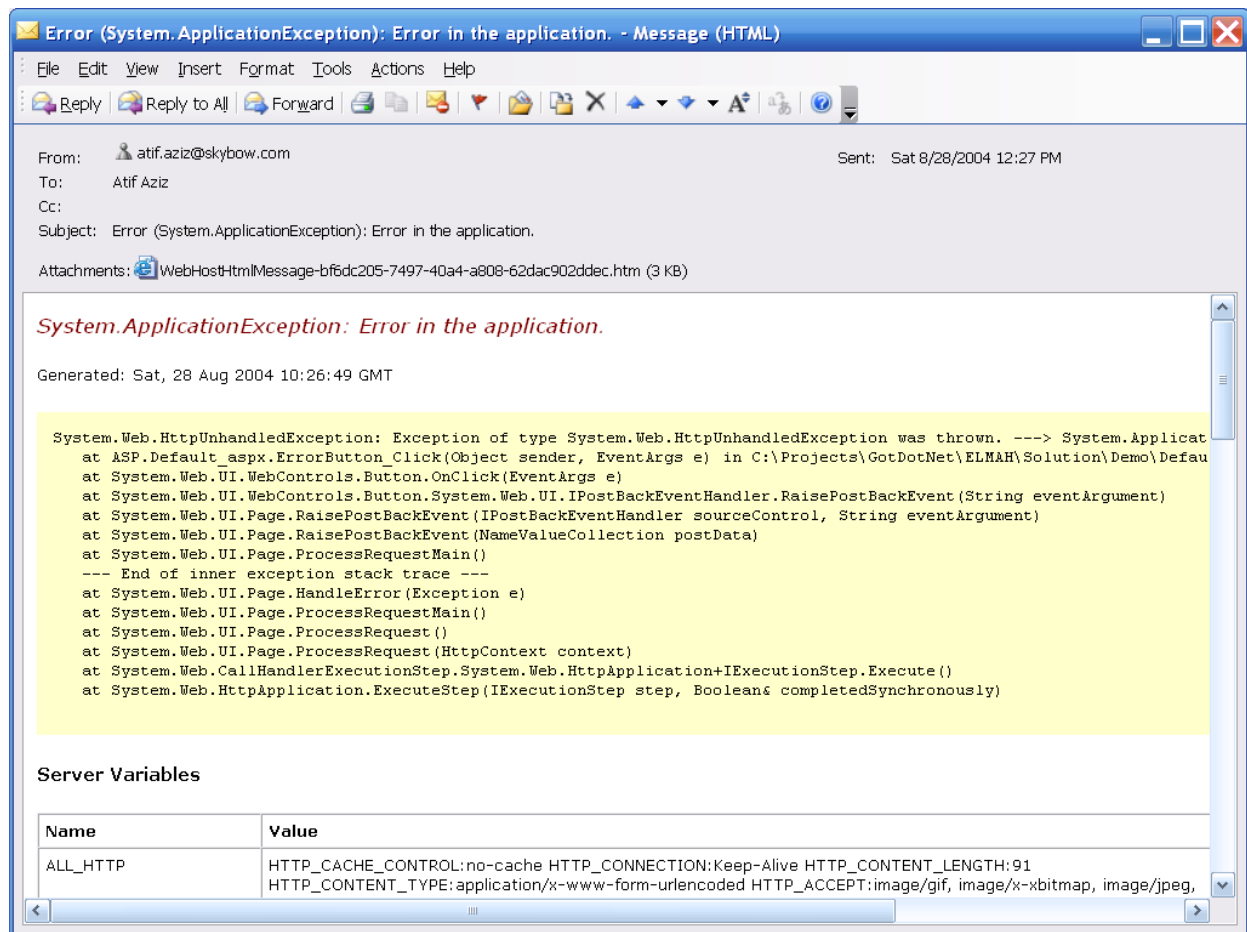 Error (System.ApplicationException): Error in the application. - Message (HTML)
File Edit View Insert Format Tools Actions Help
Reply Reply to All Forward
From: atif.aziz@skybow.com Sent: Sat 8/28/2004 12:27 PM
To: Atif Aziz
Cc:
Subject: Error (System.ApplicationException): Error in the application.
Attachments: WebHostHtmlMessage-bf6dc205-7497-40a4-a808-62dac902ddec.htm (3 KB)
System.ApplicationException: Error in the application.
Generated: Sat, 28 Aug 2004 10:26:49 GMT
System.Web.HttpUnhandledException: Exception of type System.Web.HttpUnhandledException was thrown. ---> System.Applicat
at ASP.Default_aspx.ErrorButton_Click(Object sender, EventArgs e) in C:\Projects\GotDotNet\ELMAH\Solution\Demo\Defau
at System.Web.UI.WebControls.Button.OnClick(EventArgs e)
at System.Web.UI.WebControls.Button.System.Web.UI.IPostBackEventHandler.RaisePostBackEvent(String eventArgument)
at System.Web.UI.Page.RaisePostBackEvent(IPostBackEventHandler sourceControl, String eventArgument)
at System.Web.UI.Page.RaisePostBackEvent(NameValueCollection postData)
at System.Web.UI.Page.ProcessRequestMain()
--- End of inner exception stack trace ---
at System.Web.UI.Page.HandleError(Exception e)
at System.Web.UI.Page.ProcessRequestMain()
at System.Web.UI.Page.ProcessRequest()
at System.Web.UI.Page.ProcessRequest(HttpContext context)
at System.Web.CallHandlerExecutionStep.System.Web.HttpApplication+IExecutionStep.Execute()
at System.Web.HttpApplication.ExecuteStep(IExecutionStep step, Boolean& completedSynchronously)
Server Variables
Name Value
ALL_HTTP HTTP_CACHE_CONTROL:no-cache HTTP_CONNECTION:Keep-Alive HTTP_CONTENT_LENGTH:91
HTTP_CONTENT_TYPE:application/x-www-form-urlencoded HTTP_ACCEPT:image/gif, image/x-xbitmap, image/jpeg,